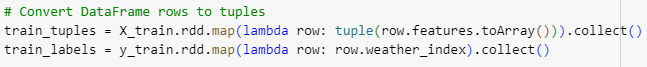 # Convert DataFrame rows to tuples
train_tuples = X_train.rdd.map(lambda row: tuple(row.features.toArray())).collect()
train_labels = y_train.rdd.map(lambda row: row.weather_index).collect()